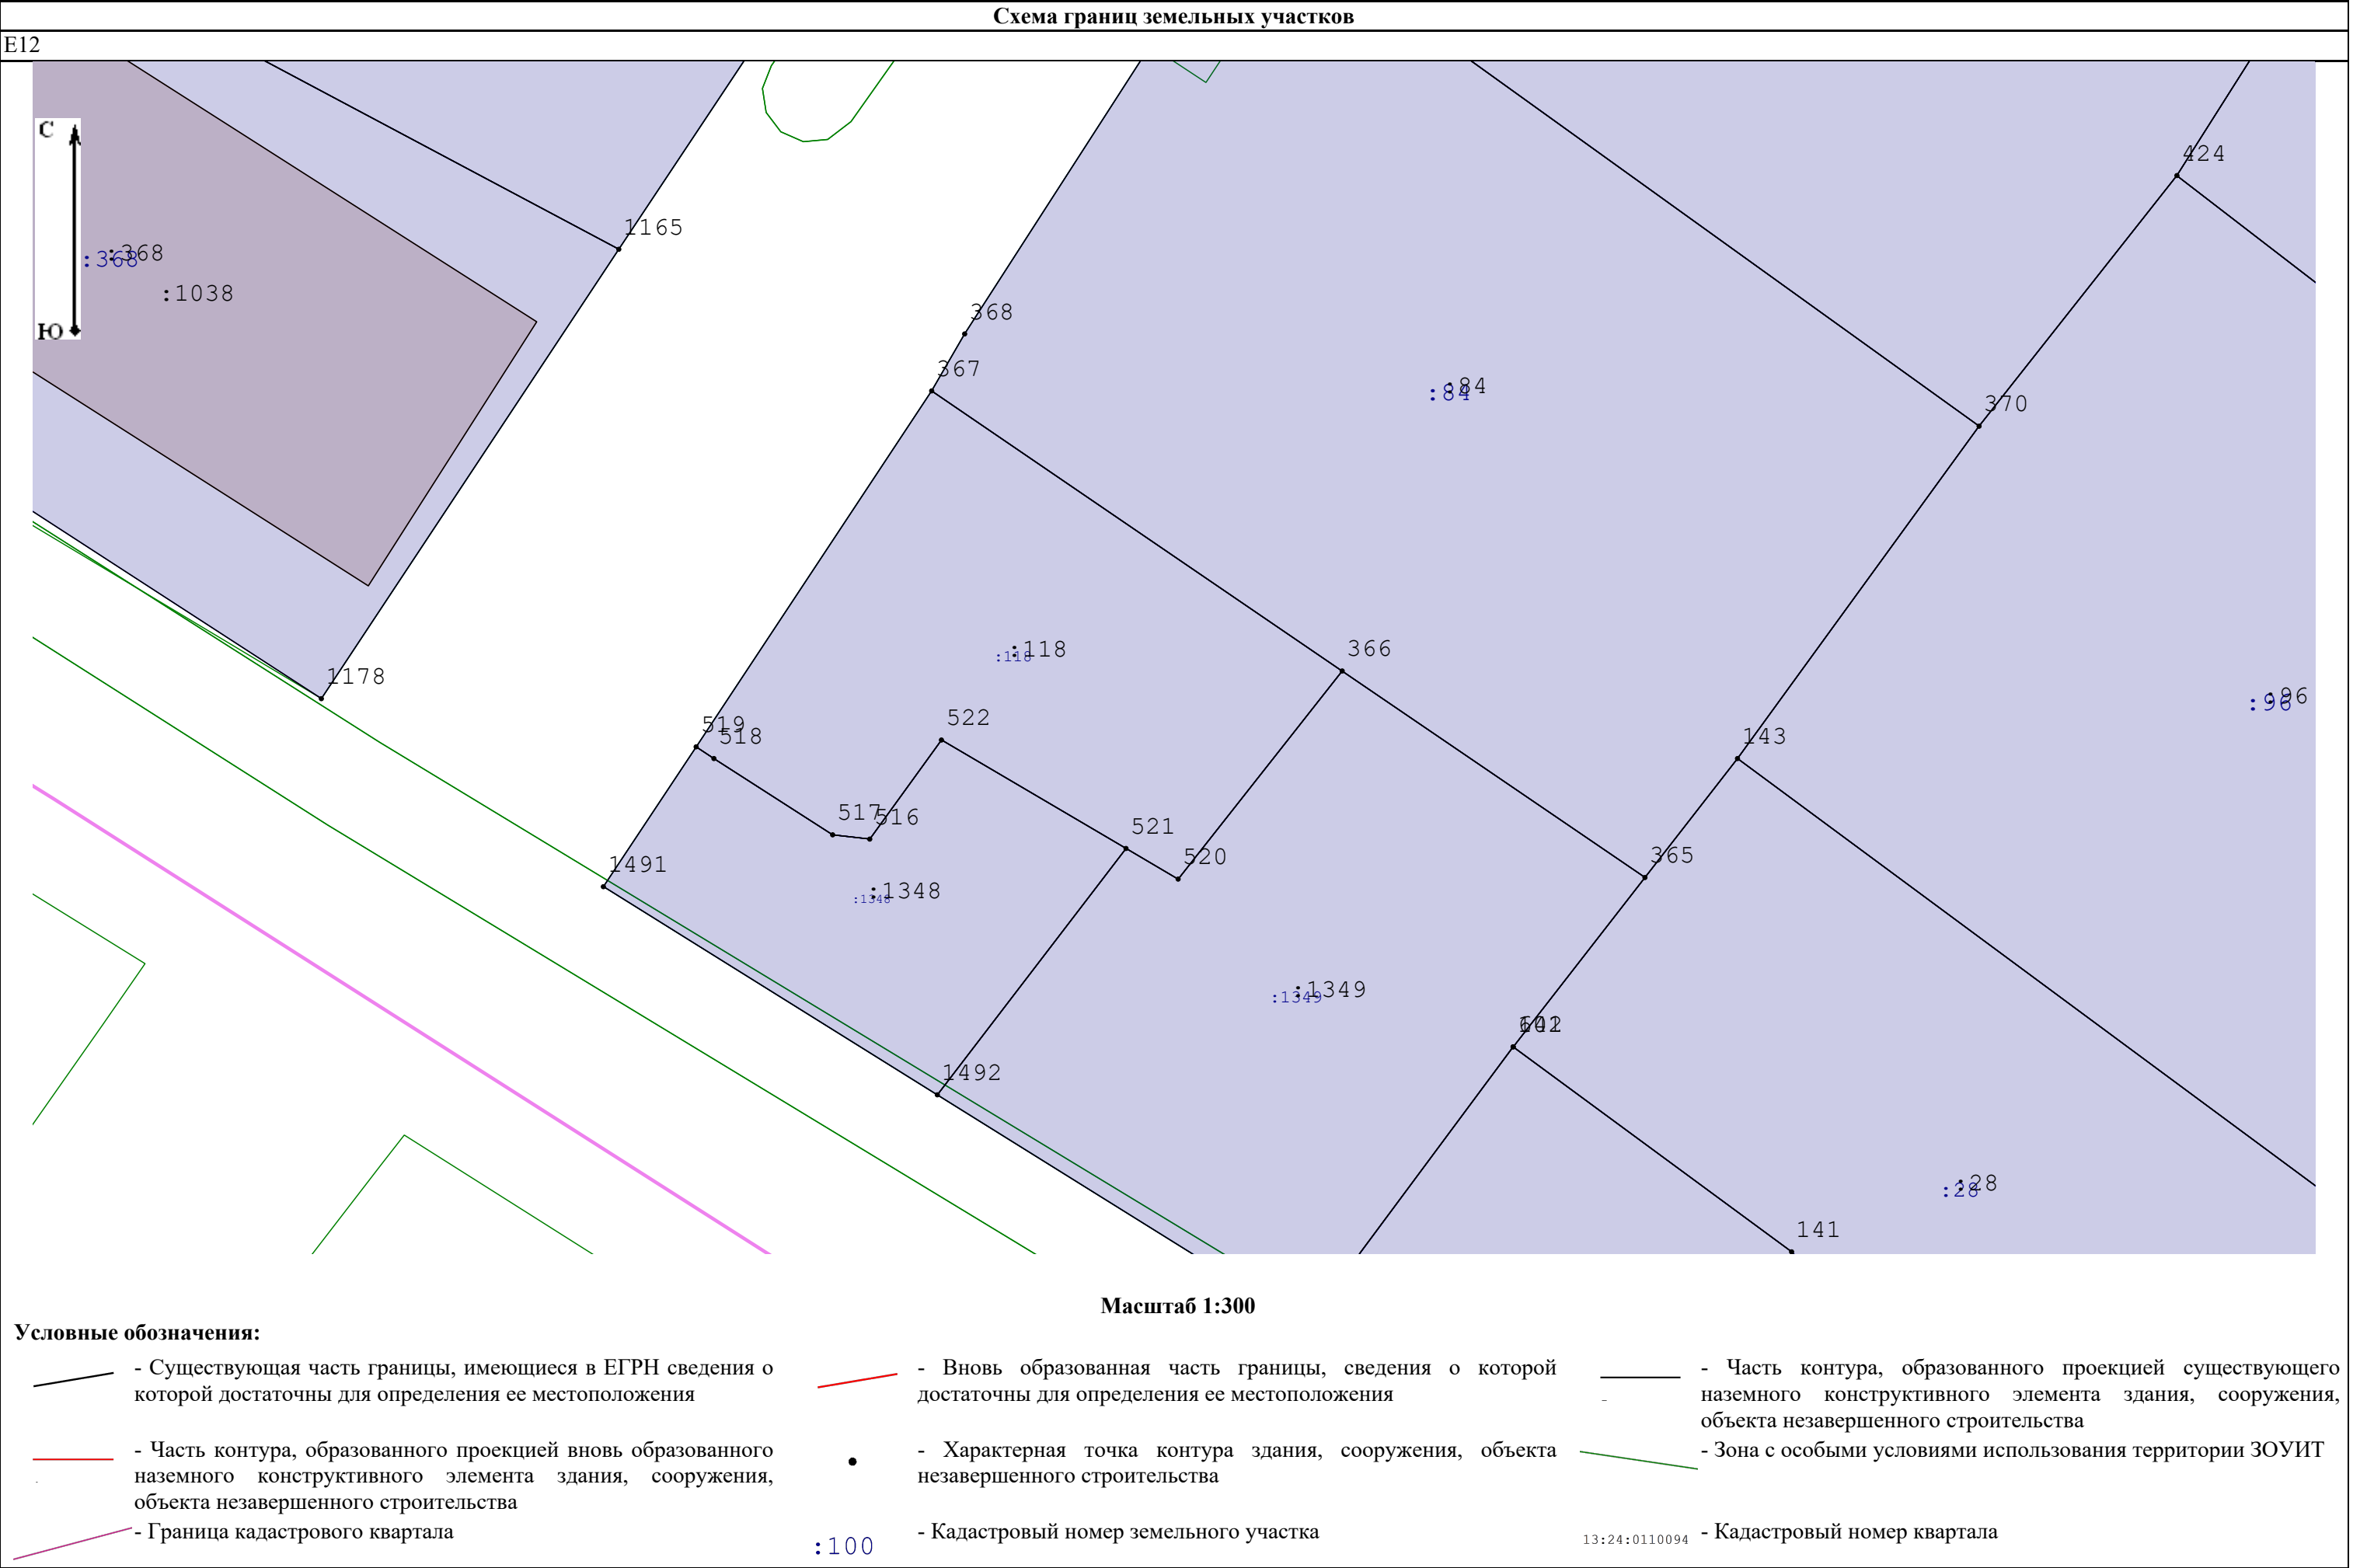 Схема границ земельных участков
E12
424
С
1165
:368
:368
:1038
368
Ю
367
:84
:84
370
366
:118
:118
1178
:96
:96
522
519
518
143
517
516
521
520
365
1491
:1348
:1348
:1349
:1349
1492
:28
:28
141
Масштаб 1:300
Условные обозначения:
- Существующая часть границы, имеющиеся в ЕГРН сведения о
которой достаточны для определения ее местоположения
- Вновь образованная часть границы, сведения о которой
достаточны для определения ее местоположения
- Часть контура, образованного проекцией существующего
наземного конструктивного элемента здания, сооружения,
объекта незавершенного строительства
- Часть контура, образованного проекцией вновь образованного
наземного конструктивного элемента здания, сооружения,
объекта незавершенного строительства
- Характерная точка контура здания, сооружения, объекта
незавершенного строительства
- Зона с особыми условиями использования территории ЗОУИТ
- Граница кадастрового квартала
:100
- Кадастровый номер земельного участка
13:24:0110094
- Кадастровый номер квартала